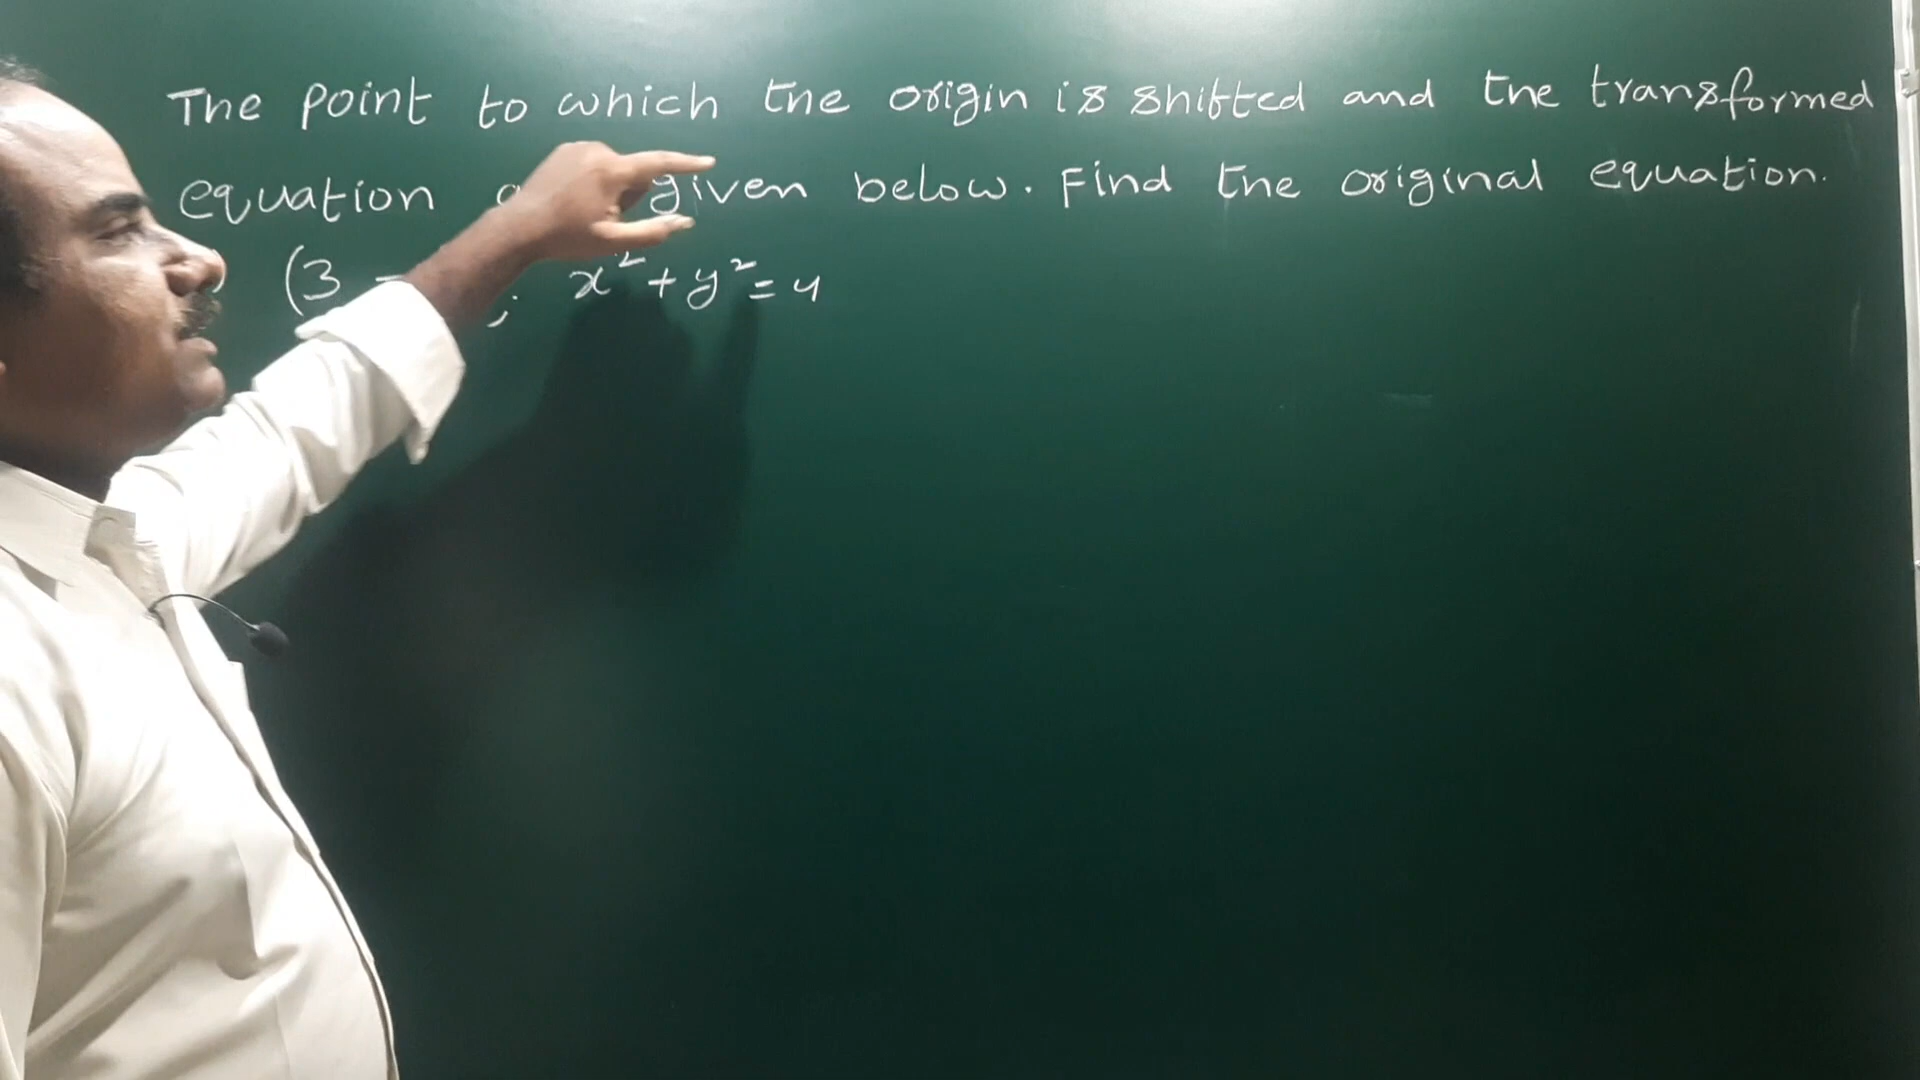 The point to which the origin is shifted and the transformed
equation given below. Find the original equation.
(3 - ; x²+y²=4